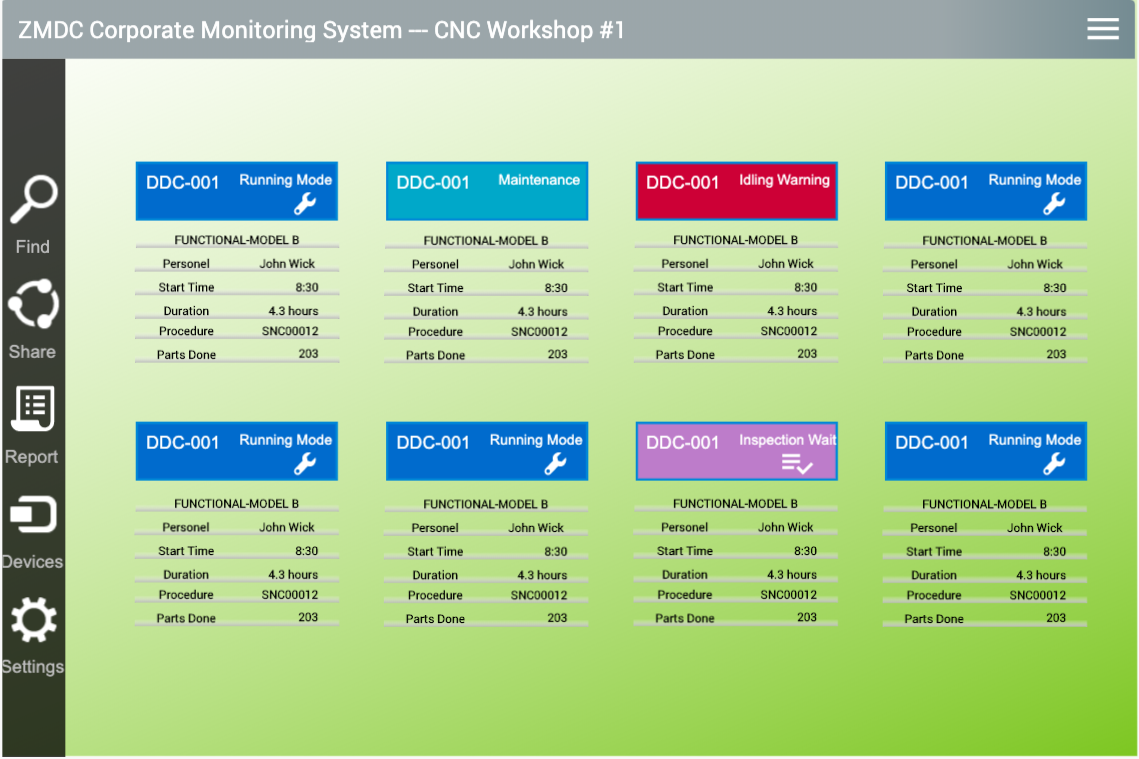 ZMDC Corporate Monitoring System --- CNC Workshop #1
Find
Share
Report
Devices
Settings
DDC-001 Running Mode
FUNCTIONAL-MODEL B
Personel John Wick
Start Time 8:30
Duration 4.3 hours
Procedure SNC00012
Parts Done 203
DDC-001 Maintenance
FUNCTIONAL-MODEL B
Personel John Wick
Start Time 8:30
Duration 4.3 hours
Procedure SNC00012
Parts Done 203
DDC-001 Idling Warning
FUNCTIONAL-MODEL B
Personel John Wick
Start Time 8:30
Duration 4.3 hours
Procedure SNC00012
Parts Done 203
DDC-001 Running Mode
FUNCTIONAL-MODEL B
Personel John Wick
Start Time 8:30
Duration 4.3 hours
Procedure SNC00012
Parts Done 203
DDC-001 Running Mode
FUNCTIONAL-MODEL B
Personel John Wick
Start Time 8:30
Duration 4.3 hours
Procedure SNC00012
Parts Done 203
DDC-001 Running Mode
FUNCTIONAL-MODEL B
Personel John Wick
Start Time 8:30
Duration 4.3 hours
Procedure SNC00012
Parts Done 203
DDC-001 Inspection Wait
FUNCTIONAL-MODEL B
Personel John Wick
Start Time 8:30
Duration 4.3 hours
Procedure SNC00012
Parts Done 203
DDC-001 Running Mode
FUNCTIONAL-MODEL B
Personel John Wick
Start Time 8:30
Duration 4.3 hours
Procedure SNC00012
Parts Done 203